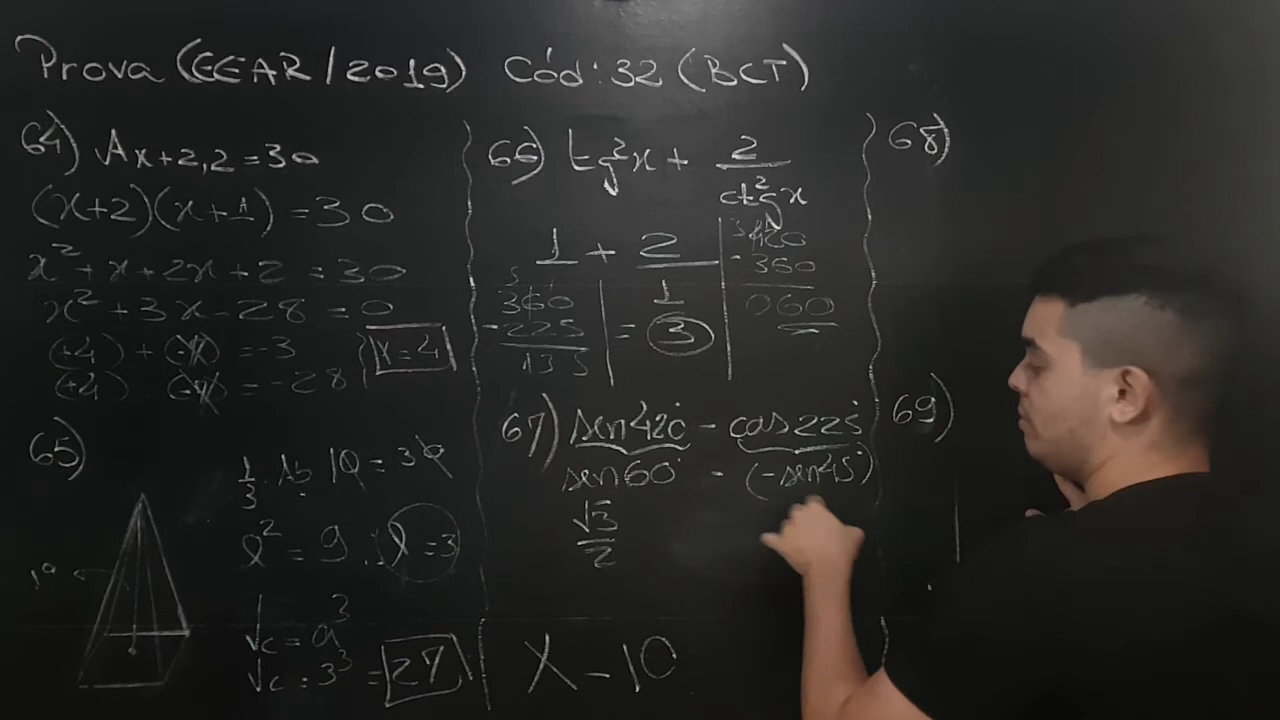 Prova (EEAR/2019) Cód: 32 (BCT)
64) Ax+2,2=30
(x+2)(x+1)=30
x²+x+2x+2=30
x²+3x-28=0
(+4) + (-7) =-3
(+4) . (-7) =-28
x=4
65)
1/3 . Ab 10 = 30
l² = 9 ∴ l=3
Vc = a³
Vc = 3³ = 27
10
66) tg²x + 2/ctg²x
1 + 2/1
= 3
360
-225
135
420
-360
060
67) sen420° - cos225°
sen60° - (-sen45°)
√3/2
X-10
68)
69)